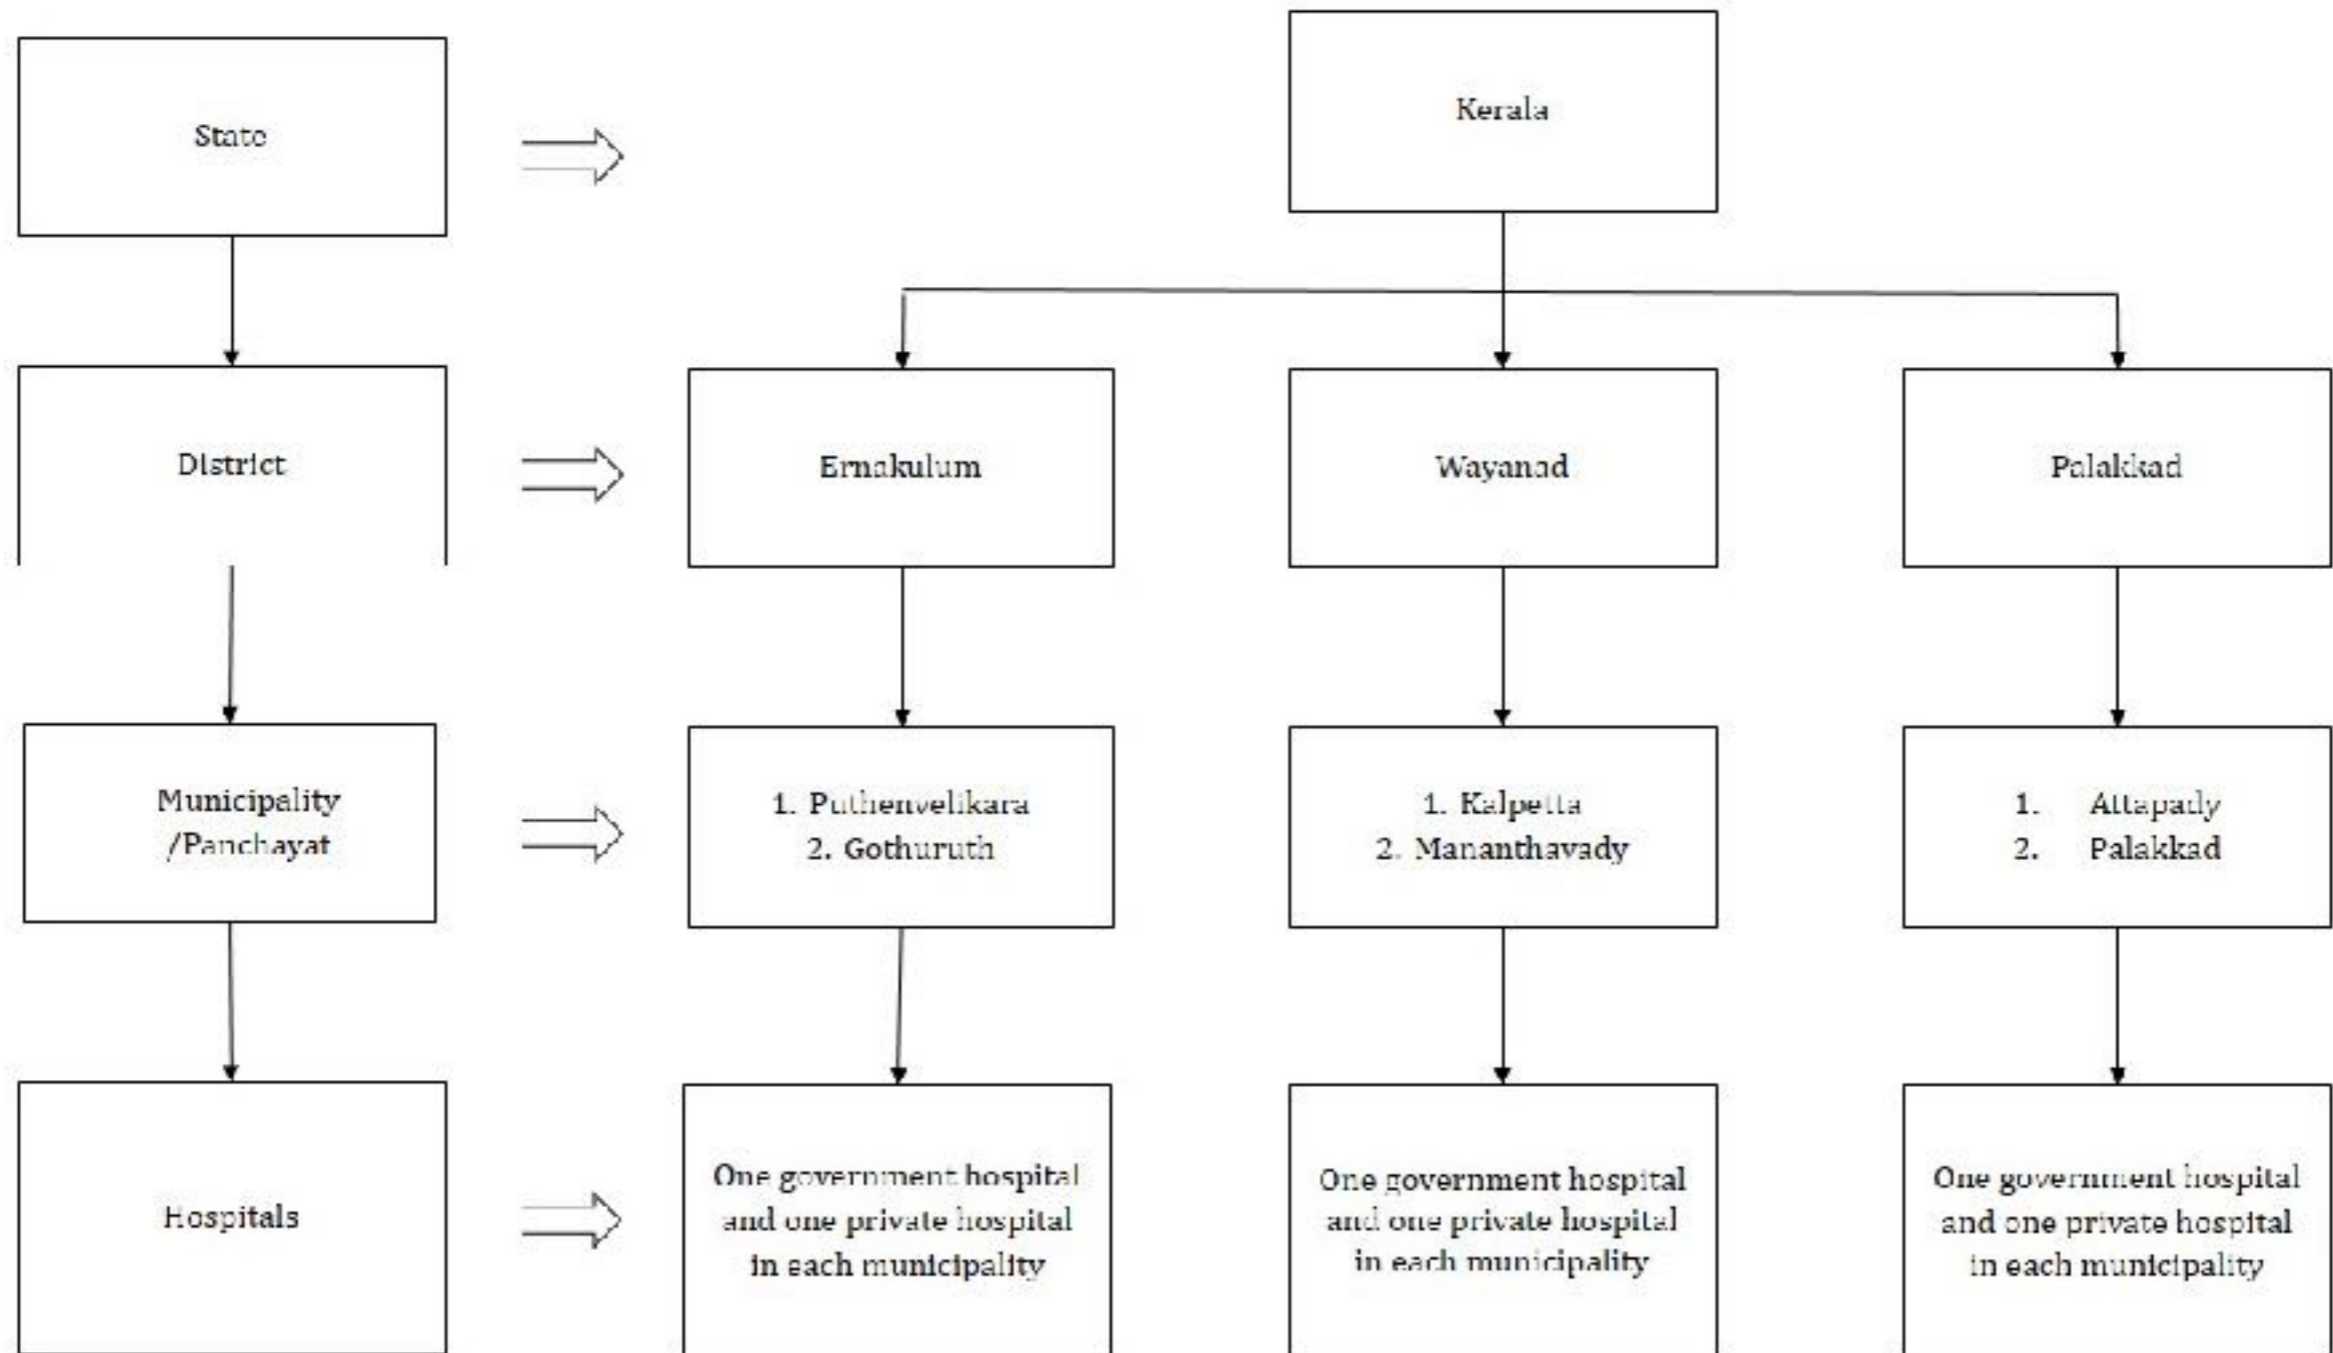 State
Kerala
District
Ernakulum
Wayanad
Palakkad
Municipality
/Panchayat
1. Puthenvelikara
2. Gothuruth
1. Kalpetta
2. Mananthavady
1. Attapady
2. Palakkad
Hospitals
One government hospital
and one private hospital
in each municipality
One government hospital
and one private hospital
in each municipality
One government hospital
and one private hospital
in each municipality